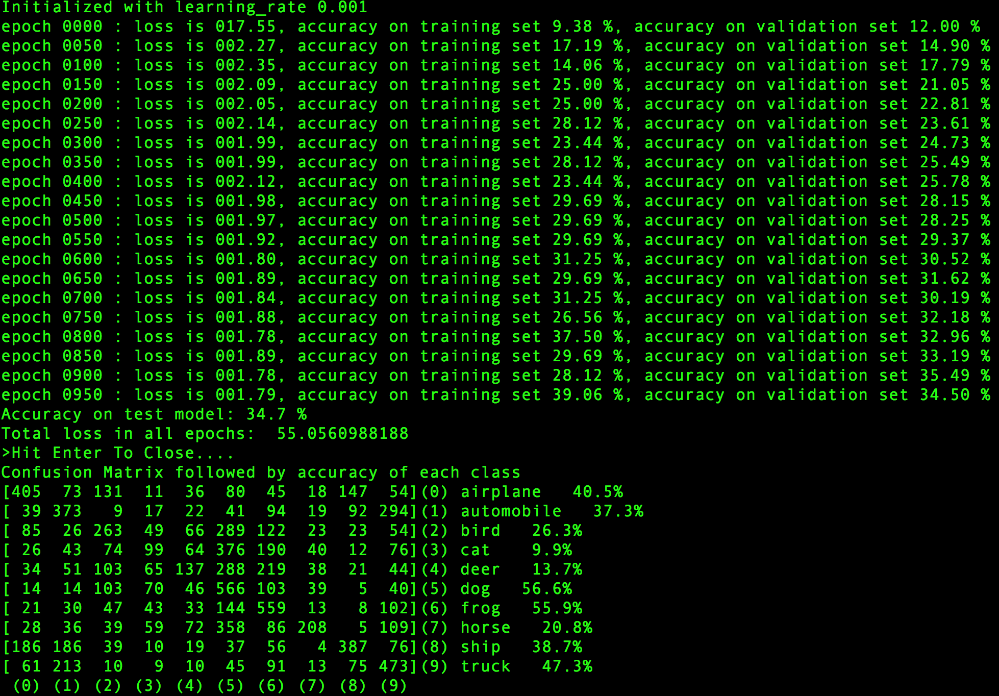 Initialized with learning_rate 0.001
epoch 0000 : loss is 017.55, accuracy on training set 9.38 %, accuracy on validation set 12.00 %
epoch 0050 : loss is 002.27, accuracy on training set 17.19 %, accuracy on validation set 14.90 %
epoch 0100 : loss is 002.35, accuracy on training set 14.06 %, accuracy on validation set 17.79 %
epoch 0150 : loss is 002.09, accuracy on training set 25.00 %, accuracy on validation set 21.05 %
epoch 0200 : loss is 002.05, accuracy on training set 25.00 %, accuracy on validation set 22.81 %
epoch 0250 : loss is 002.14, accuracy on training set 28.12 %, accuracy on validation set 23.61 %
epoch 0300 : loss is 001.99, accuracy on training set 23.44 %, accuracy on validation set 24.73 %
epoch 0350 : loss is 001.99, accuracy on training set 28.12 %, accuracy on validation set 25.49 %
epoch 0400 : loss is 002.12, accuracy on training set 23.44 %, accuracy on validation set 25.78 %
epoch 0450 : loss is 001.98, accuracy on training set 29.69 %, accuracy on validation set 28.15 %
epoch 0500 : loss is 001.97, accuracy on training set 29.69 %, accuracy on validation set 28.25 %
epoch 0550 : loss is 001.92, accuracy on training set 29.69 %, accuracy on validation set 29.37 %
epoch 0600 : loss is 001.80, accuracy on training set 31.25 %, accuracy on validation set 30.52 %
epoch 0650 : loss is 001.89, accuracy on training set 29.69 %, accuracy on validation set 31.62 %
epoch 0700 : loss is 001.84, accuracy on training set 31.25 %, accuracy on validation set 30.19 %
epoch 0750 : loss is 001.88, accuracy on training set 26.56 %, accuracy on validation set 32.18 %
epoch 0800 : loss is 001.78, accuracy on training set 37.50 %, accuracy on validation set 32.96 %
epoch 0850 : loss is 001.89, accuracy on training set 29.69 %, accuracy on validation set 33.19 %
epoch 0900 : loss is 001.78, accuracy on training set 28.12 %, accuracy on validation set 35.49 %
epoch 0950 : loss is 001.79, accuracy on training set 39.06 %, accuracy on validation set 34.50 %
Accuracy on test model: 34.7 %
Total loss in all epochs:  55.0560988188
>Hit Enter To Close....
Confusion Matrix followed by accuracy of each class
[405  73 131  11  36  80  45  18 147  54](0) airplane   40.5%
[ 39 373   9  17  22  41  94  19  92 294](1) automobile   37.3%
[ 85  26 263  49  66 289 122  23  23  54](2) bird   26.3%
[ 26  43  74  99  64 376 190  40  12  76](3) cat    9.9%
[ 34  51 103  65 137 288 219  38  21  44](4) deer   13.7%
[ 14  14 103  70  46 566 103  39   5  40](5) dog   56.6%
[ 21  30  47  43  33 144 559  13   8 102](6) frog   55.9%
[ 28  36  39  59  72 358  86 208   5 109](7) horse   20.8%
[186 186  39  10  19  37  56   4 387  76](8) ship   38.7%
[ 61 213  10   9  10  45  91  13  75 473](9) truck   47.3%
 (0) (1) (2) (3) (4) (5) (6) (7) (8) (9)